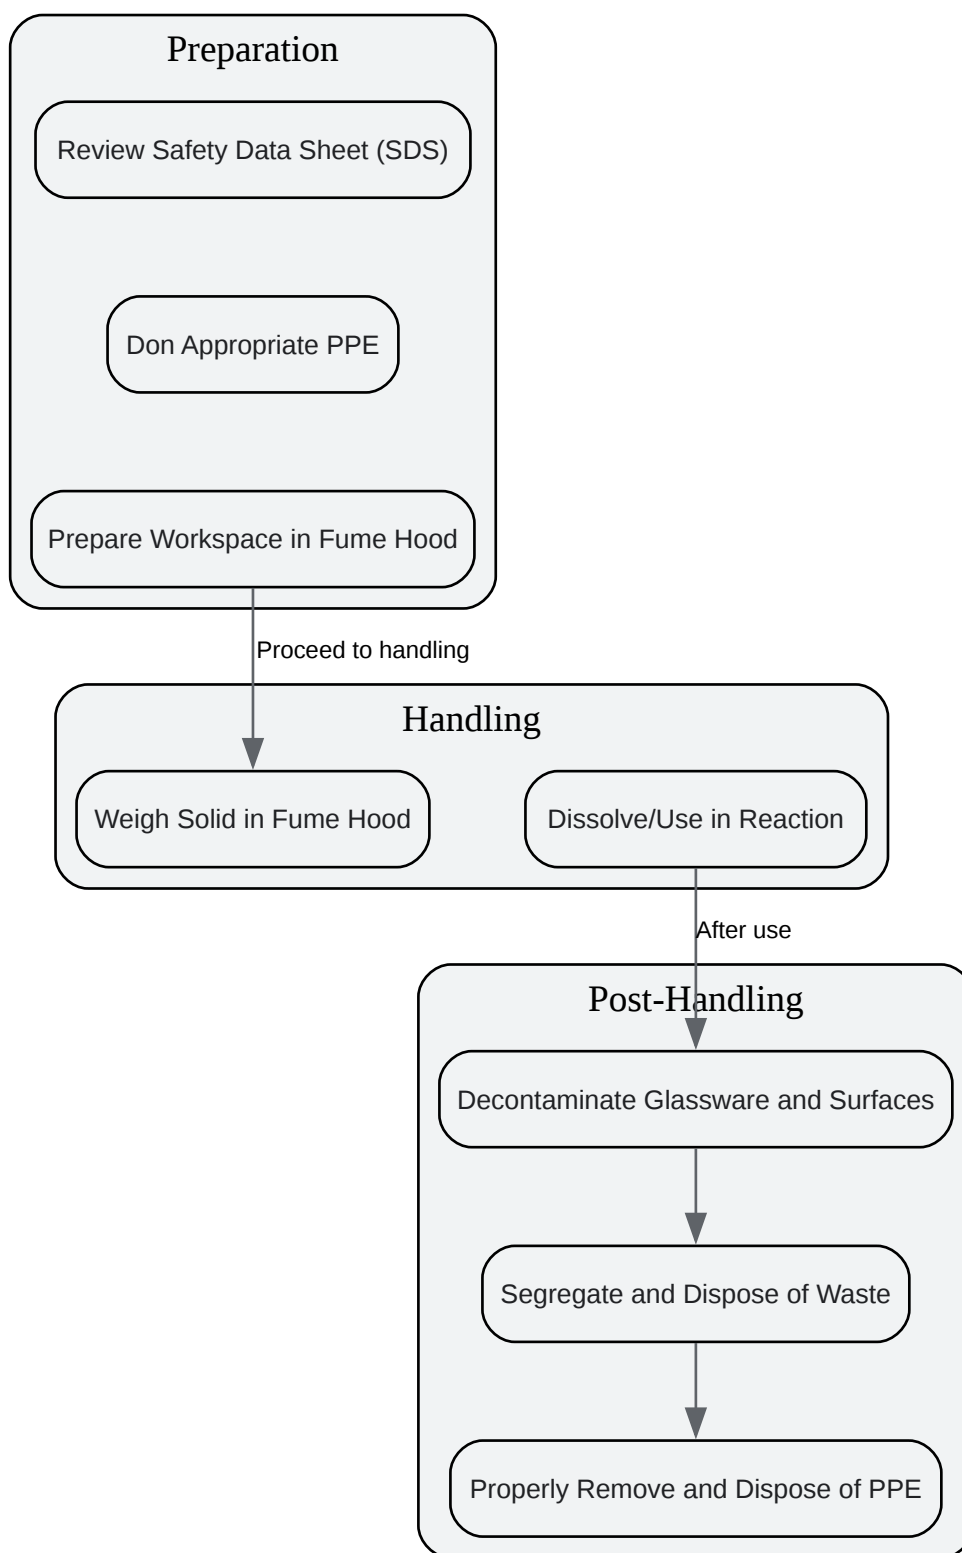 Preparation
Review Safety Data Sheet (SDS)
Don Appropriate PPE
Prepare Workspace in Fume Hood
Proceed to handling
Handling
Weigh Solid in Fume Hood
Dissolve/Use in Reaction
After use
Post-Handling
Decontaminate Glassware and Surfaces
Segregate and Dispose of Waste
Properly Remove and Dispose of PPE